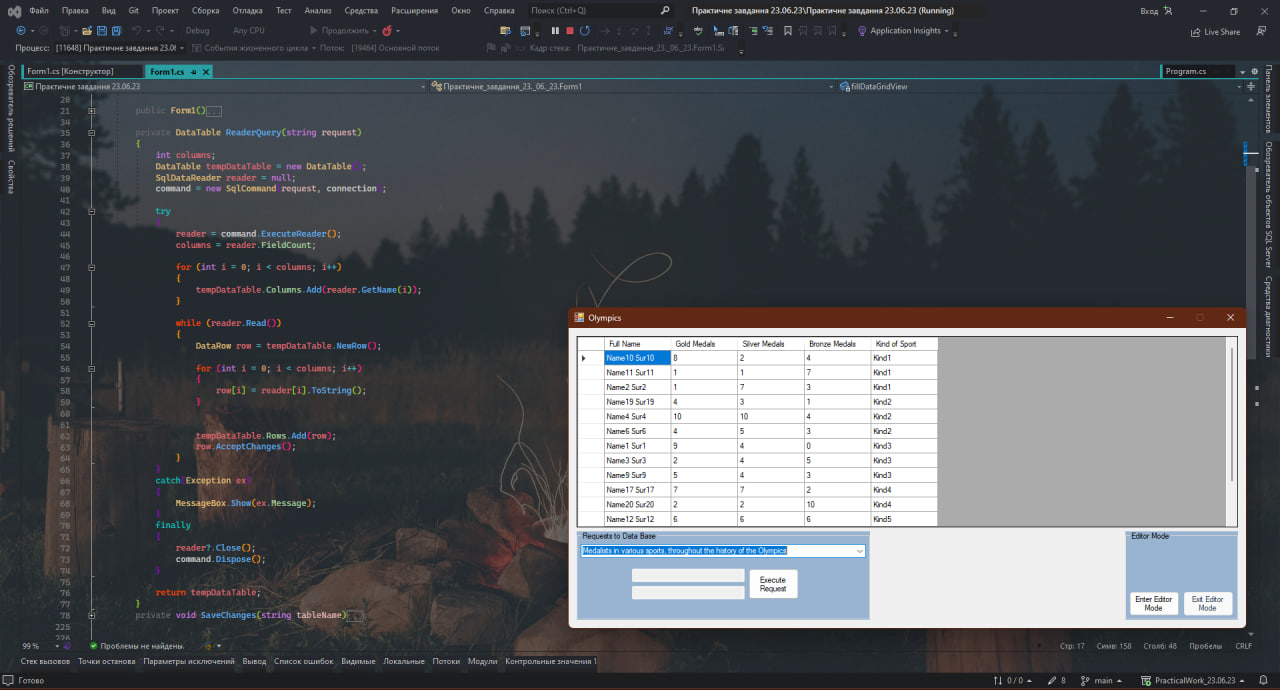 Файл Правка Вид Git Проект Сборка Отладка Тест Анализ Средства Расширения Окно Справка Поиск (Ctrl+Q) Практичне завдання 23.06.23\Практичне завдання 23.06.23 (Running) Вход
Debug Any CPU Продолжить Application Insights Live Share
Процесс: [11648] Практичне завдання 23.06 События жизненного цикла Поток: [19464] Основной поток Кадр стека: Практичне_завдання_23._06_.23.Form1.S
Form1.cs [Конструктор] Form1.cs Program.cs
Практичне завдання 23.06.23 Практичне_завдання_23._06_.23.Form1 fillDataGridView
Обозреватель решений
Свойства
Панель элементов
Обозреватель объектов SQL Server
Средства диагностики
20
21 public Form1()...
34
35 private DataTable ReaderQuery(string request)
36 {
37 int columns;
38 DataTable tempDataTable = new DataTable();
39 SqlDataReader reader = null;
40 command = new SqlCommand(request, connection);
41
42 try
43 {
44 reader = command.ExecuteReader();
45 columns = reader.FieldCount;
46
47 for (int i = 0; i < columns; i++)
48 {
49 tempDataTable.Columns.Add(reader.GetName(i));
50 }
51
52 while (reader.Read())
53 {
54 DataRow row = tempDataTable.NewRow();
55
56 for (int i = 0; i < columns; i++)
57 {
58 row[i] = reader[i].ToString();
59 }
60
61
62 tempDataTable.Rows.Add(row);
63 row.AcceptChanges();
64 }
65 }
66 catch(Exception ex)
67 {
68 MessageBox.Show(ex.Message);
69 }
70 finally
71 {
72 reader?.Close();
73 command.Dispose();
74 }
75
76 return tempDataTable;
77 }
78 private void SaveChanges(string tableName)...
225
226
Olympics
Full Name Gold Medals Silver Medals Bronze Medals Kind of Sport
Name10 Sur10 8 2 4 Kind1
Name11 Sur11 1 1 7 Kind1
Name2 Sur2 1 7 3 Kind1
Name19 Sur19 4 3 1 Kind2
Name4 Sur4 10 10 4 Kind2
Name6 Sur6 4 5 3 Kind2
Name1 Sur1 9 4 0 Kind3
Name3 Sur3 2 4 5 Kind3
Name9 Sur9 5 4 3 Kind3
Name17 Sur17 7 7 2 Kind4
Name20 Sur20 2 2 10 Kind4
Name12 Sur12 6 6 6 Kind5
Requests to Data Base
Medalists in various sports, throughout the history of the Olympics
Execute
Request
Editor Mode
Enter Editor
Mode
Exit Editor
Mode
99 % Проблемы не найдены. Стр: 17 Симв: 158 Столб: 48 Пробелы CRLF
Стек вызовов Точки останова Параметры исключений Вывод Список ошибок Видимые Локальные Потоки Модули Контрольные значения 1
Готово 0 / 0 8 main PracticalWork_23.06.23